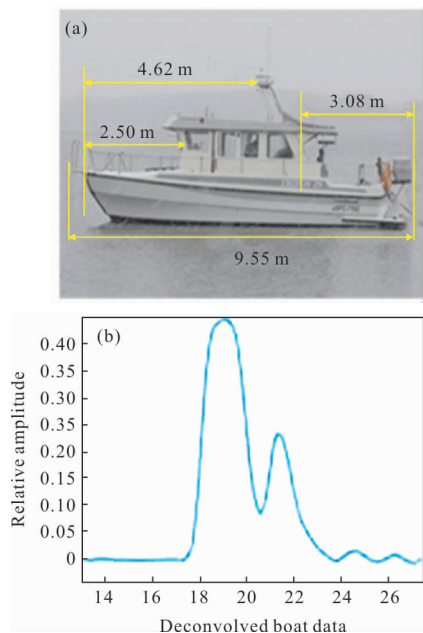 (a)
4.62 m
3.08 m
2.50 m
9.55 m
(b)
0.40
0.35
0.30
0.25
0.20
0.15
0.10
0.05
0
Relative amplitude
14 16 18 20 22 24 26
Deconvolved boat data